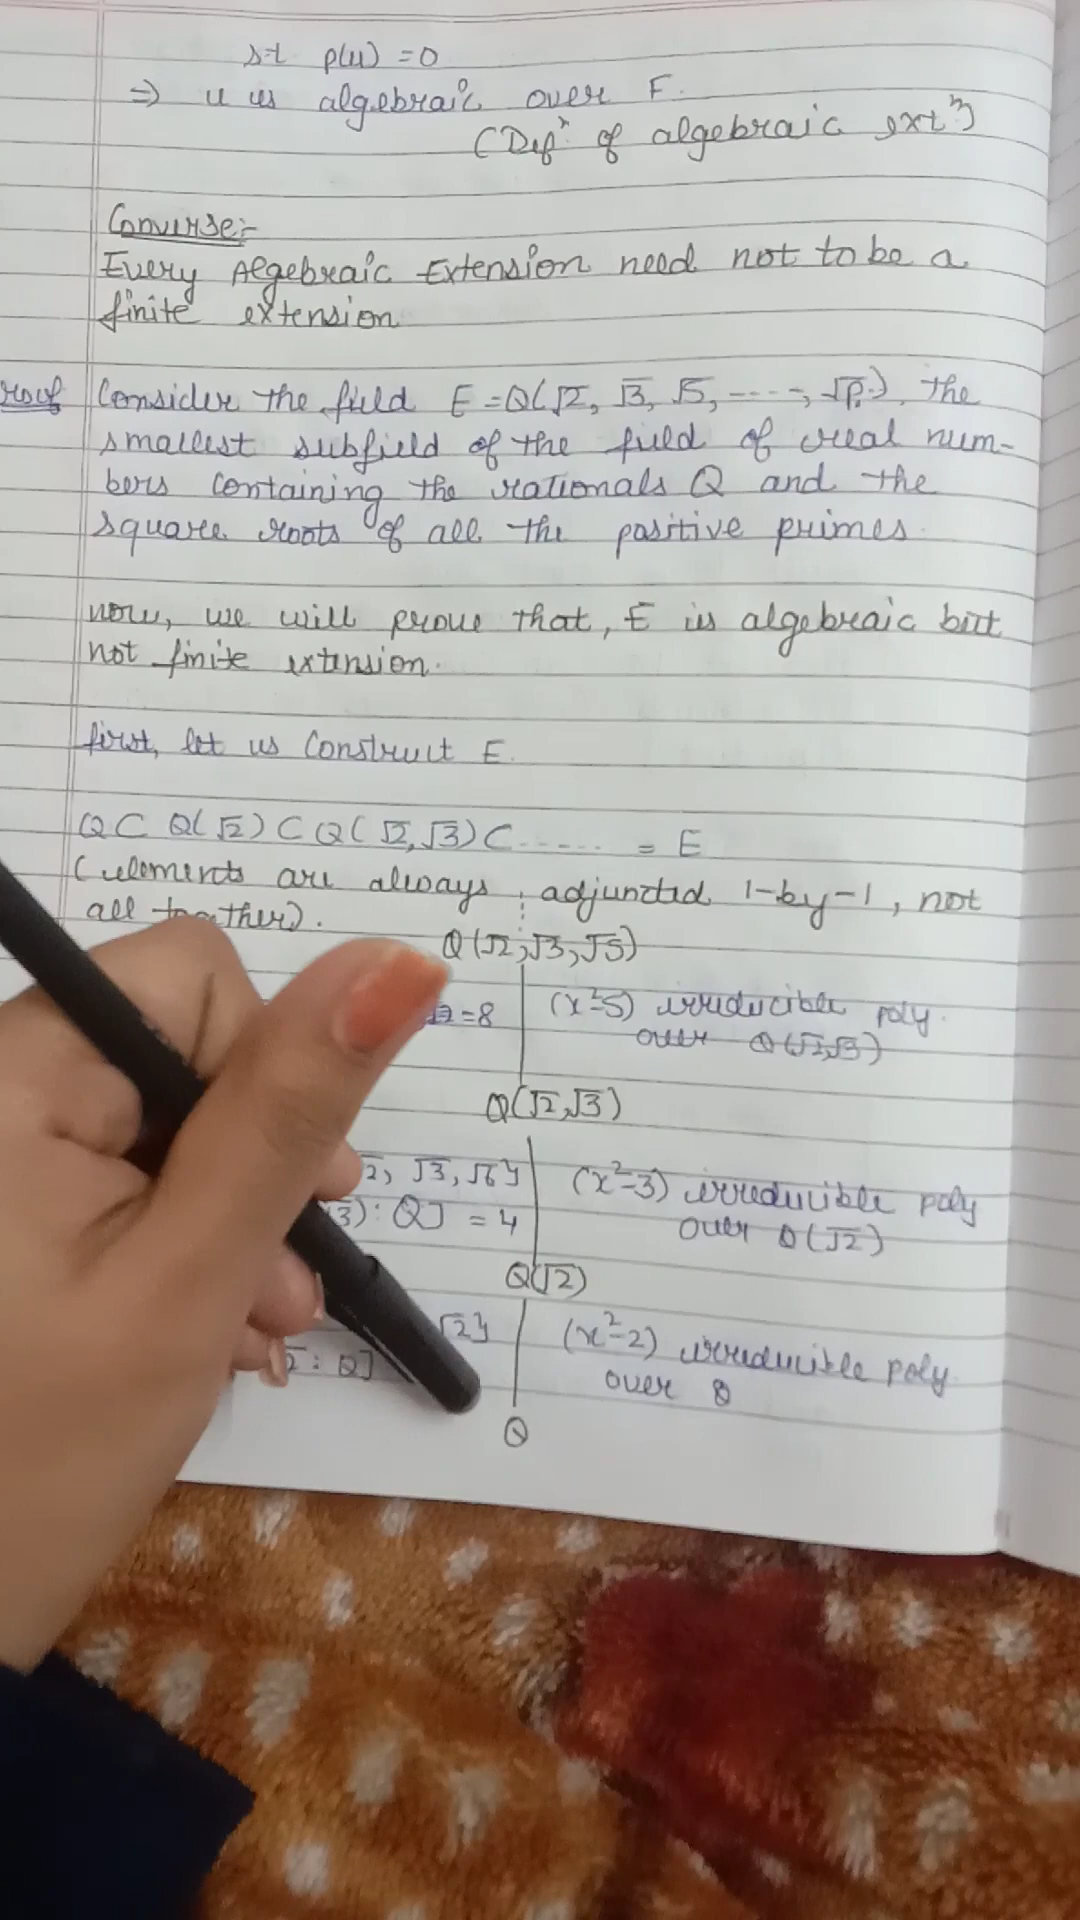 s.t p(u) = 0
⇒ u is algebraic over F.
(Defⁿ of algebraic extⁿ)
Converse:-
Every Algebraic Extension need not to be a
finite extension
roof Consider the field E = Q(√2, √3, √5, ----, √pᵢ). The
smallest subfield of the field of real num-
bers containing the rationals Q and the
square roots of all the positive primes.
now, we will prove that, E is algebraic but
not finite extension.
first, let us Construct E.
Q ⊂ Q(√2) ⊂ Q(√2, √3) ⊂ ...... = E
(elements are always adjuncted 1-by-1, not
all together).
Q(√2, √3, √5)
=8 (x²-5) irreducible poly.
over Q(√2,√3)
Q(√2,√3)
√2, √3, √6} (x²-3) irreducible poly
√3) : Q] = 4 over Q(√2)
Q(√2)
√2} (x²-2) irreducible poly.
√2 : Q] over Q
Q